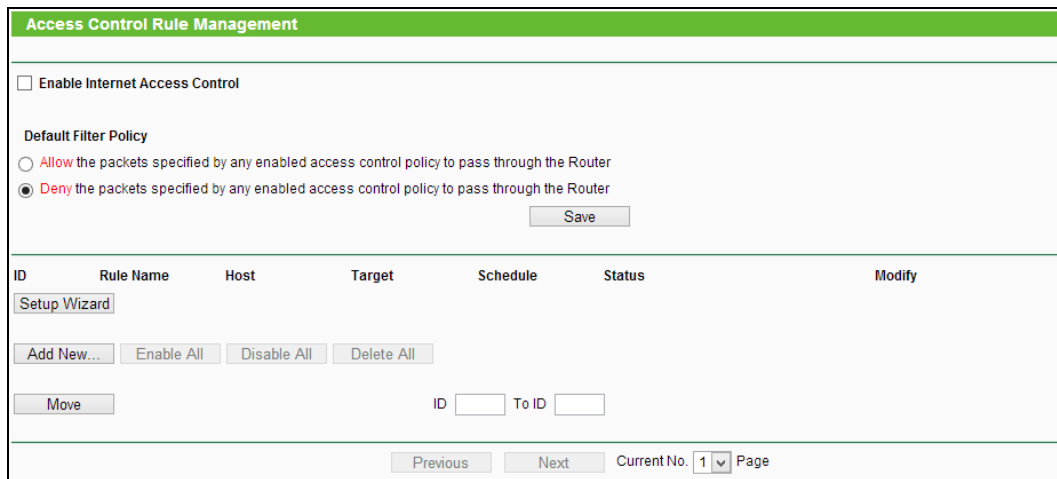 Access Control Rule Management
Enable Internet Access Control
Default Filter Policy
Allow the packets specified by any enabled access control policy to pass through the Router
Deny the packets specified by any enabled access control policy to pass through the Router
Save
ID Rule Name Host Target Schedule Status Modify
Setup Wizard
Add New... Enable All Disable All Delete All
Move ID To ID
Previous Next Current No. 1 Page